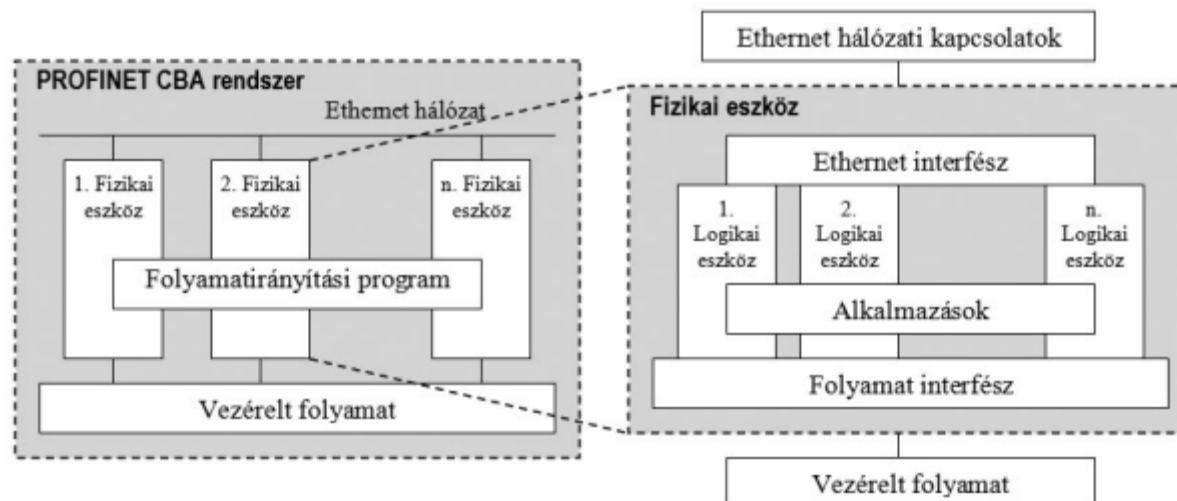 PROFINET CBA rendszer
Ethernet hálózat
1. Fizikai
eszköz
2. Fizikai
eszköz
n. Fizikai
eszköz
Folyamatirányítási program
Vezérelt folyamat
Ethernet hálózati kapcsolatok
Fizikai eszköz
Ethernet interfész
1.
Logikai
eszköz
2.
Logikai
eszköz
n.
Logikai
eszköz
Alkalmazások
Folyamat interfész
Vezérelt folyamat